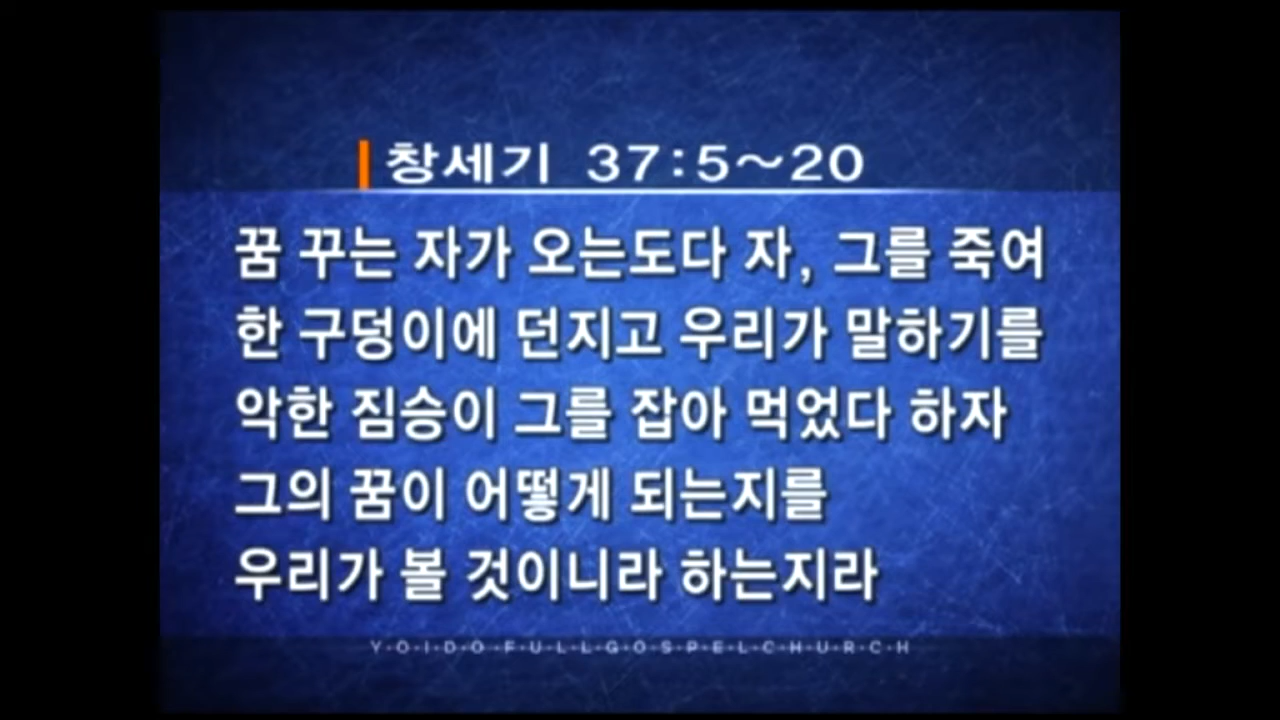 창세기 37:5~20
꿈 꾸는 자가 오는도다 자, 그를 죽여
한 구덩이에 던지고 우리가 말하기를
악한 짐승이 그를 잡아 먹었다 하자
그의 꿈이 어떻게 되는지를
우리가 볼 것이니라 하는지라
Y·O·I·D·O·F·U·L·L·G·O·S·P·E·L·C·H·U·R·C·H